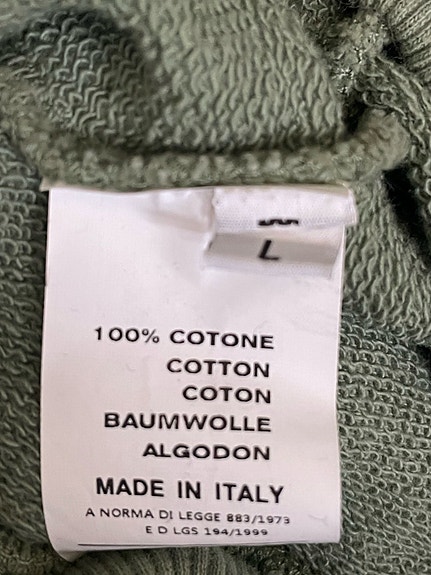 L
100% COTONE
COTTON
COTON
BAUMWOLLE
ALGODON
MADE IN ITALY
A NORMA DI LEGGE 883/1973
E D LGS 194/1999